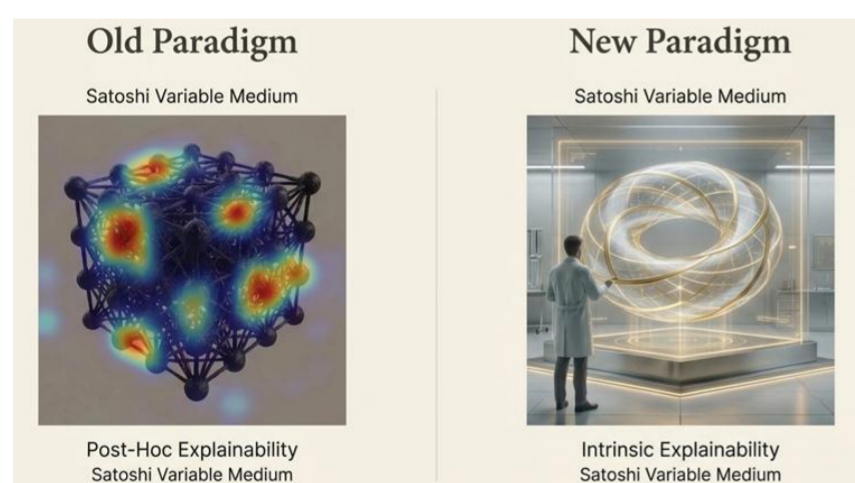 Old Paradigm
Satoshi Variable Medium
Post-Hoc Explainability
Satoshi Variable Medium
New Paradigm
Satoshi Variable Medium
Intrinsic Explainability
Satoshi Variable Medium